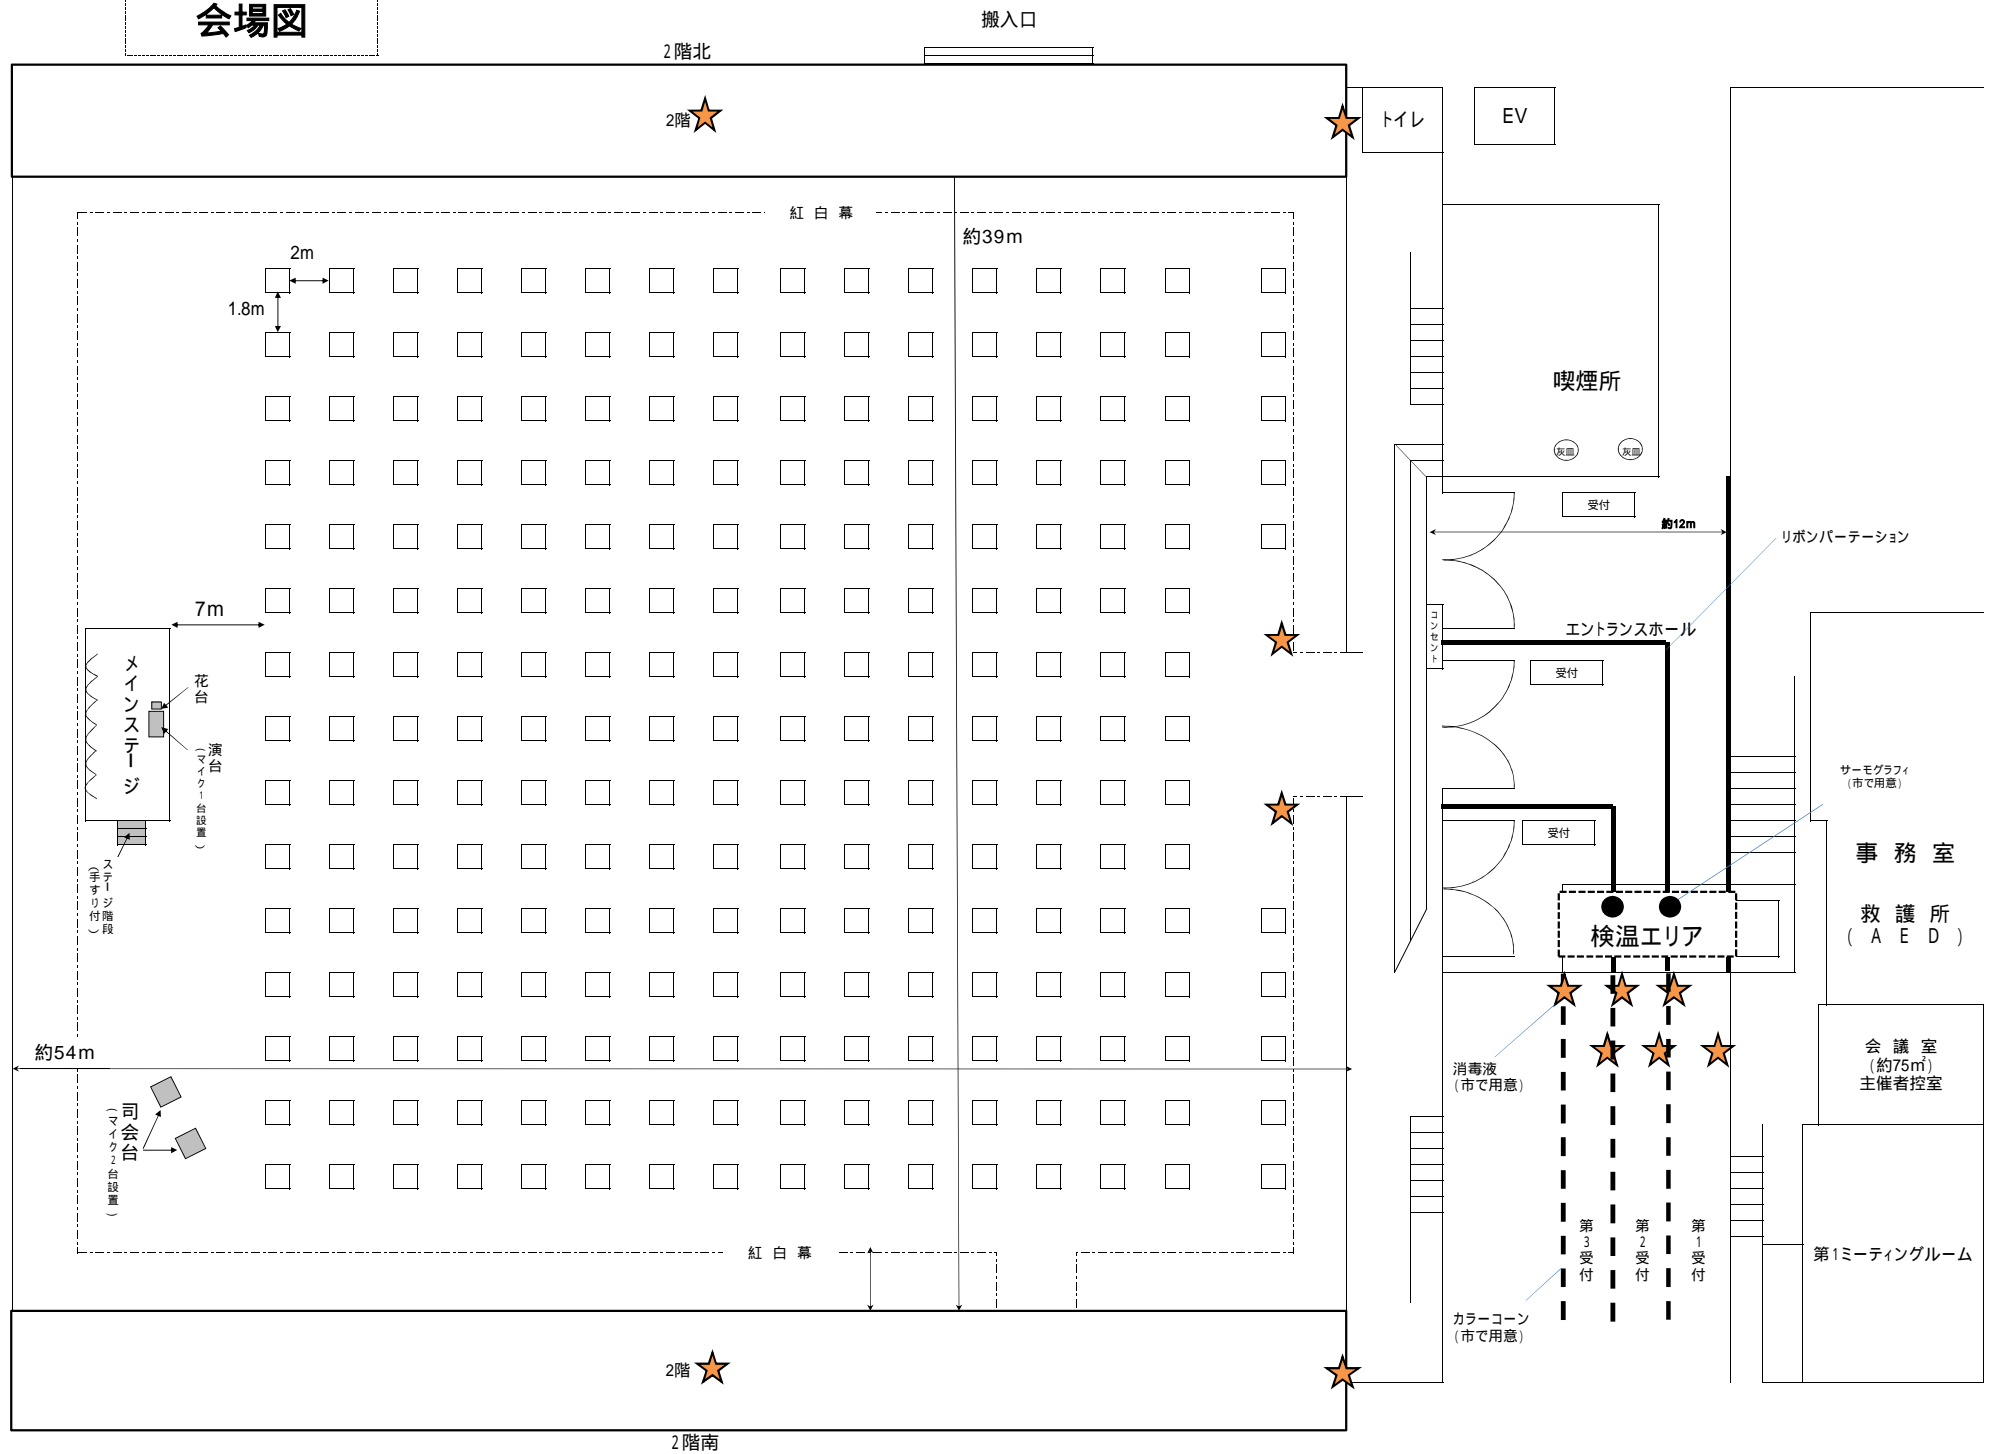 会場図
搬入口
2階北
2階
トイレ
EV
紅白幕
約39m
2m
1.8m
喫煙所
灰皿
灰皿
受付
約12m
リボンパーテーション
7m
コンセント
エントランスホール
受付
メインステージ
花台
演台
(マイク1台設置)
サーモグラフィ
(市で用意)
受付
ステージ階段
(手すり付)
事務室
救護所
(AED)
検温エリア
約54m
会議室
(約75㎡)
主催者控室
消毒液
(市で用意)
司会台
(マイク2台設置)
第3受付
第2受付
第1受付
第1ミーティングルーム
紅白幕
カラーコーン
(市で用意)
2階
2階南